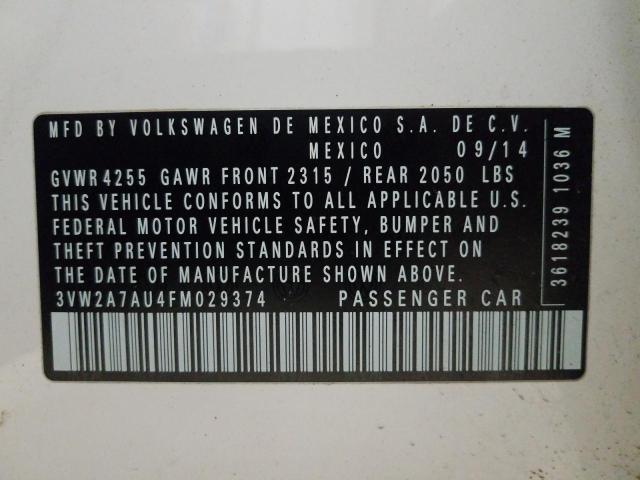 MFD BY VOLKSWAGEN DE MEXICO S.A. DE C.V.
MEXICO 09/14
GVWR 4255 GAWR FRONT 2315 / REAR 2050 LBS
THIS VEHICLE CONFORMS TO ALL APPLICABLE U.S.
FEDERAL MOTOR VEHICLE SAFETY, BUMPER AND
THEFT PREVENTION STANDARDS IN EFFECT ON
THE DATE OF MANUFACTURE SHOWN ABOVE.
3VW2A7AU4FM029374 PASSENGER CAR
3618239 1036 M